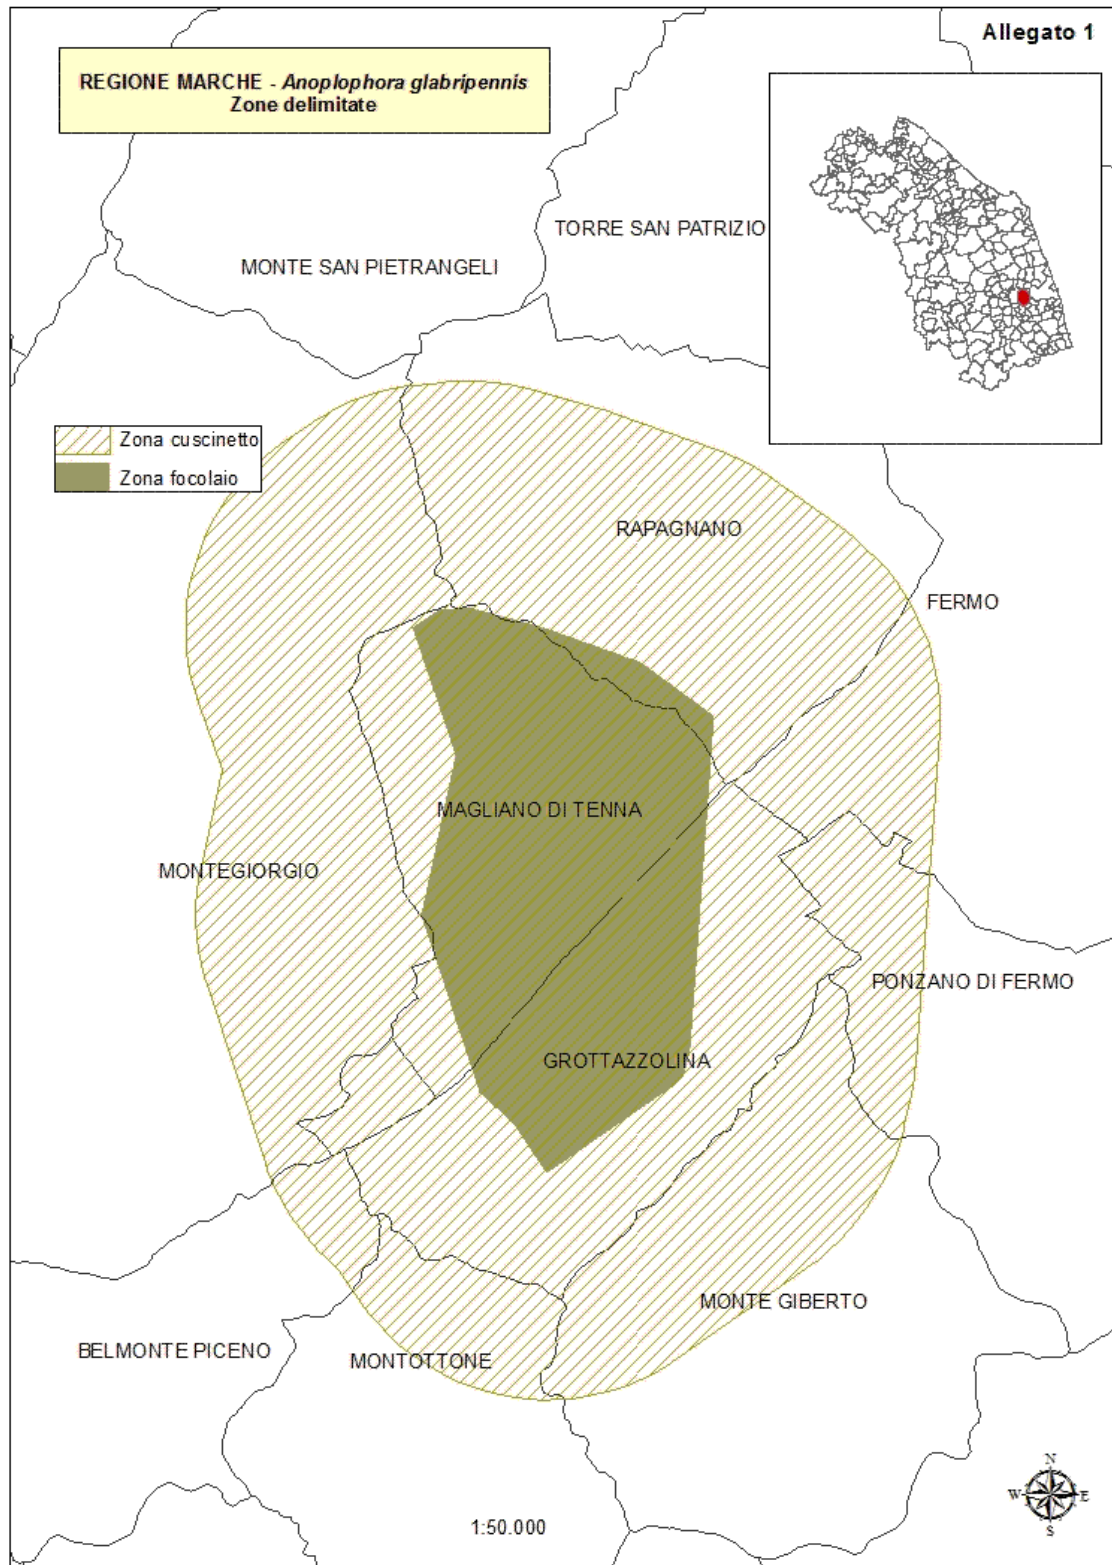 Allegato 1
REGIONE MARCHE - Anoplophora glabripennis
Zone delimitate
TORRE SAN PATRIZIO
MONTE SAN PIETRANGELI
Zona cuscinetto
Zona focolaio
RAPAGNANO
FERMO
MAGLIANO DI TENNA
MONTEGIORGIO
PONZANO DI FERMO
GROTTAZZOLINA
MONTE GIBERTO
BELMONTE PICENO
MONTOTTONE
N
W E
S
1:50.000